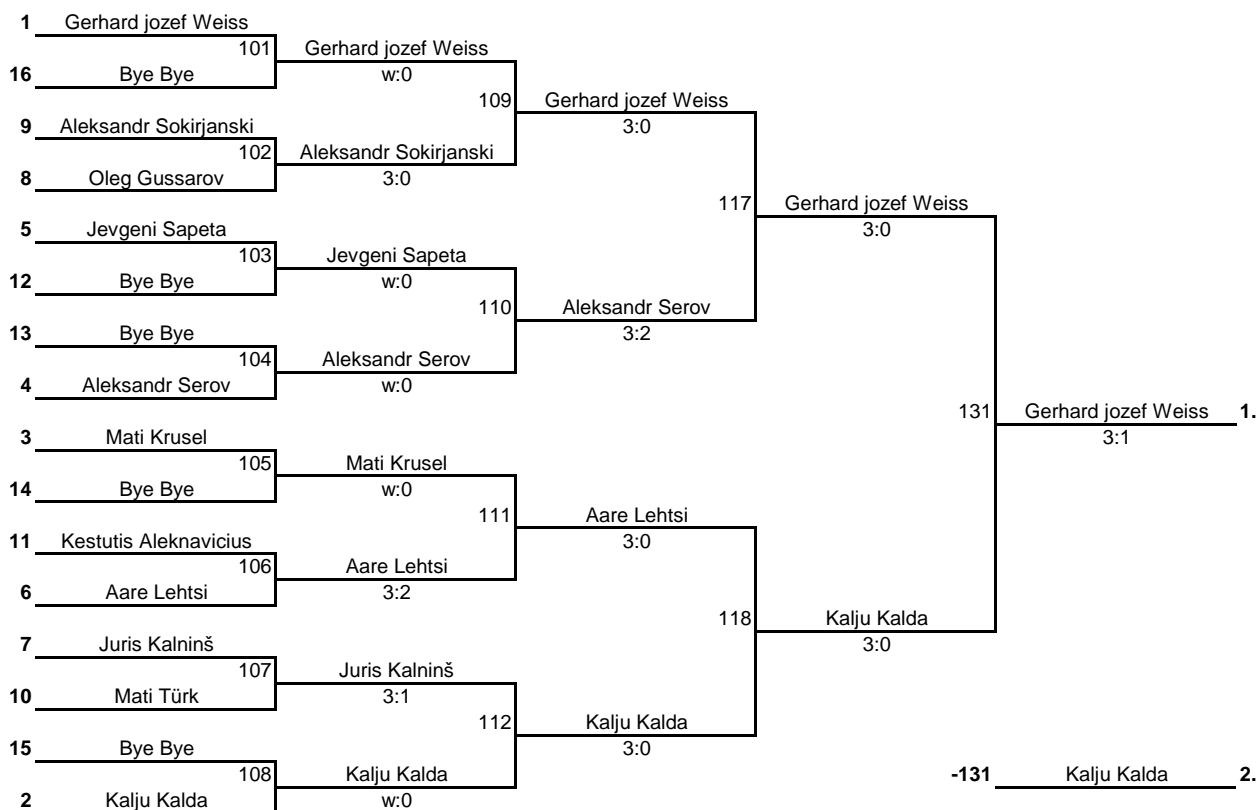 1 Gerhard jozef Weiss
101 Gerhard jozef Weiss
16 Bye Bye w:0
109 Gerhard jozef Weiss
9 Aleksandr Sokirjanski 3:0
102 Aleksandr Sokirjanski
8 Oleg Gussarov 3:0
117 Gerhard jozef Weiss
5 Jevgeni Sapeta 3:0
103 Jevgeni Sapeta
12 Bye Bye w:0
110 Aleksandr Serov
13 Bye Bye 3:2
104 Aleksandr Serov
4 Aleksandr Serov w:0
131 Gerhard jozef Weiss 1.
3 Mati Krusel 3:1
105 Mati Krusel
14 Bye Bye w:0
111 Aare Lehtsi
11 Kestutis Aleknavicius 3:0
106 Aare Lehtsi
6 Aare Lehtsi 3:2
118 Kalju Kalda
7 Juris Kalninš 3:0
107 Juris Kalninš
10 Mati Türk 3:1
112 Kalju Kalda
15 Bye Bye 3:0
108 Kalju Kalda -131 Kalju Kalda 2.
2 Kalju Kalda w:0